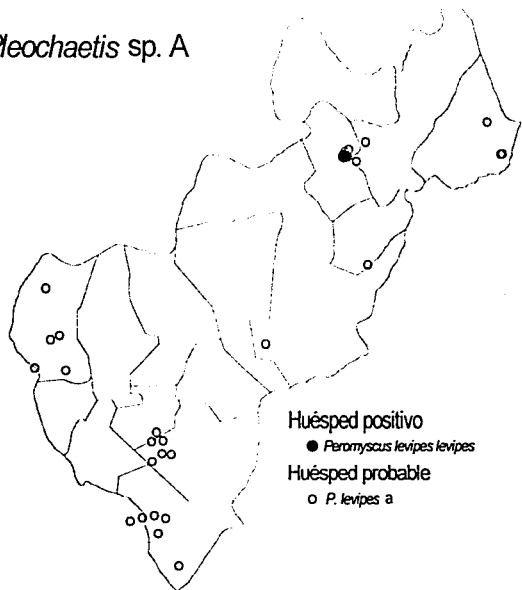 Pleochaetis sp. A
Huésped positivo
● Peromyscus levipes levipes
Huésped probable
o P. levipes a